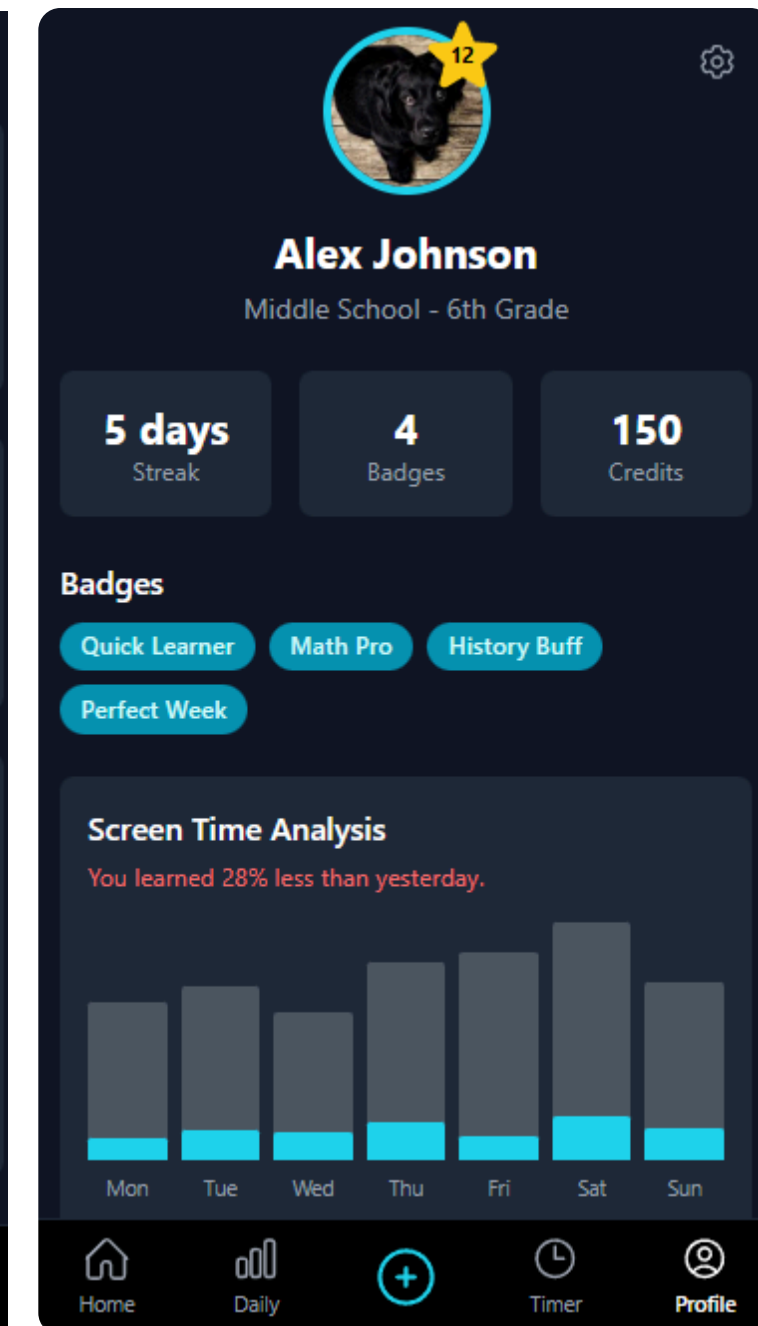 12
Alex Johnson
Middle School - 6th Grade
5 days
Streak
4
Badges
150
Credits
Badges
Quick Learner
Math Pro
History Buff
Perfect Week
Screen Time Analysis
You learned 28% less than yesterday.
Mon Tue Wed Thu Fri Sat Sun
Home Daily Timer Profile